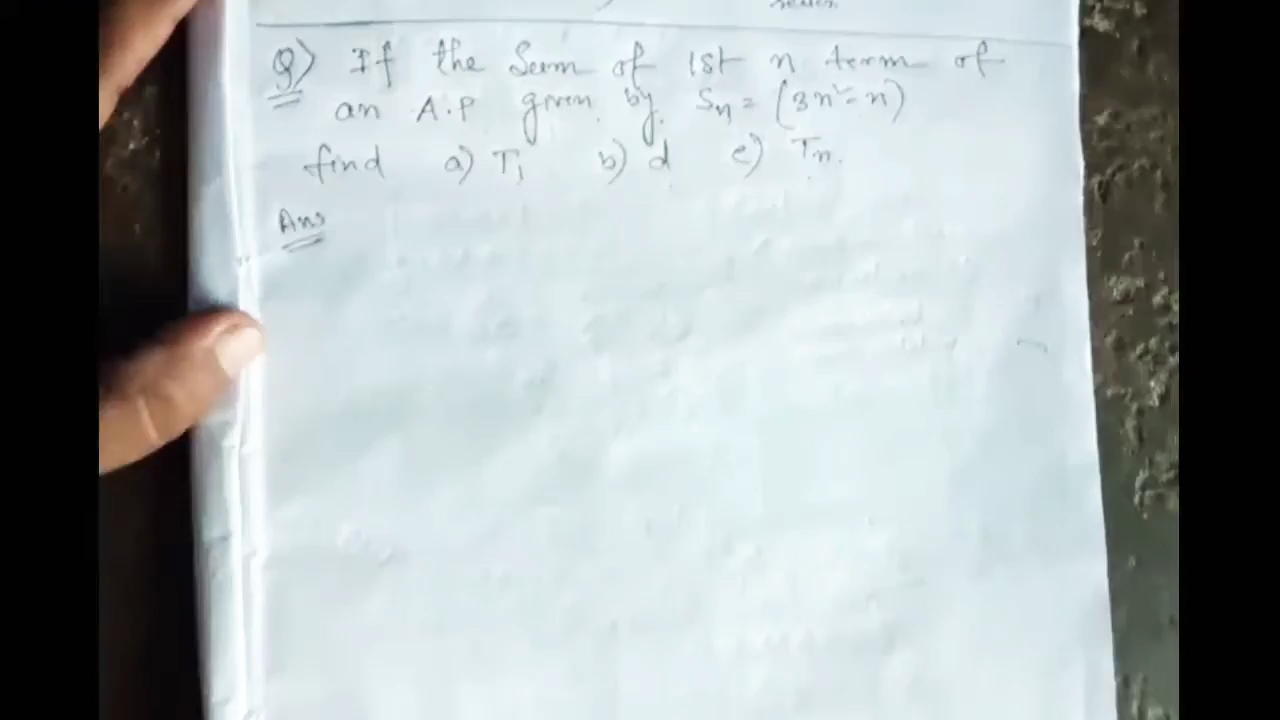 Q) If the Sum of 1st n term of
an A.P given by Sn = (3n² - n)
find a) T₁ b) d c) Tn.
Ans